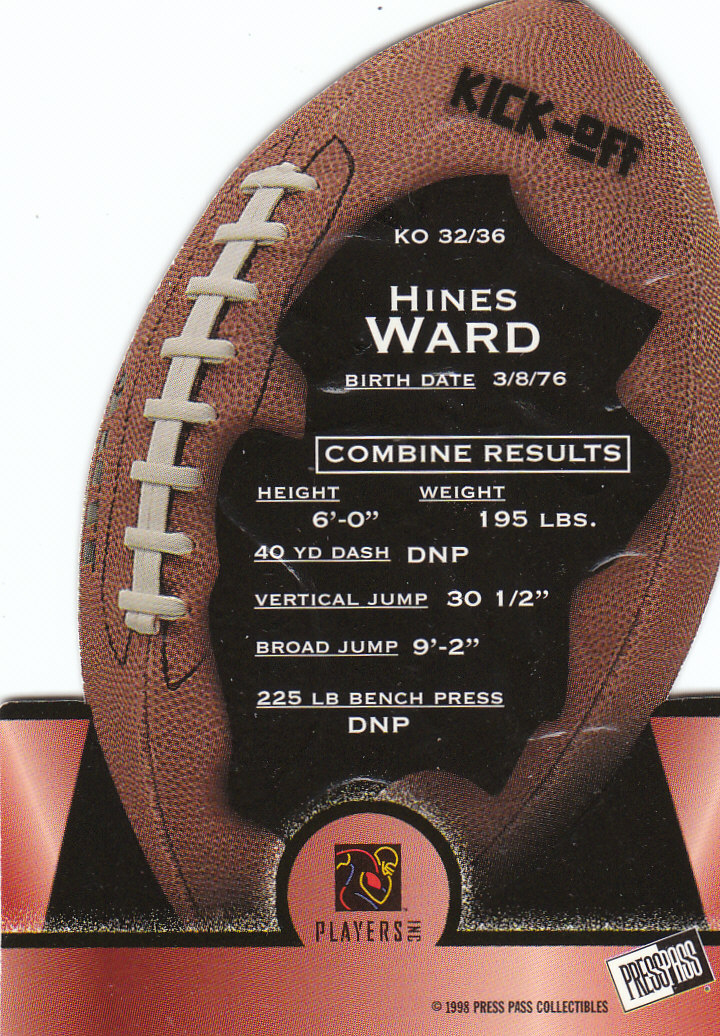 KICK-OFF
KO 32/36
HINES
WARD
BIRTH DATE 3/8/76
COMBINE RESULTS
HEIGHT WEIGHT
6'-0" 195 LBS.
40 YD DASH DNP
VERTICAL JUMP 30 1/2"
BROAD JUMP 9'-2"
225 LB BENCH PRESS
DNP
PLAYERS INC
PRESS PASS
© 1998 PRESS PASS COLLECTIBLES